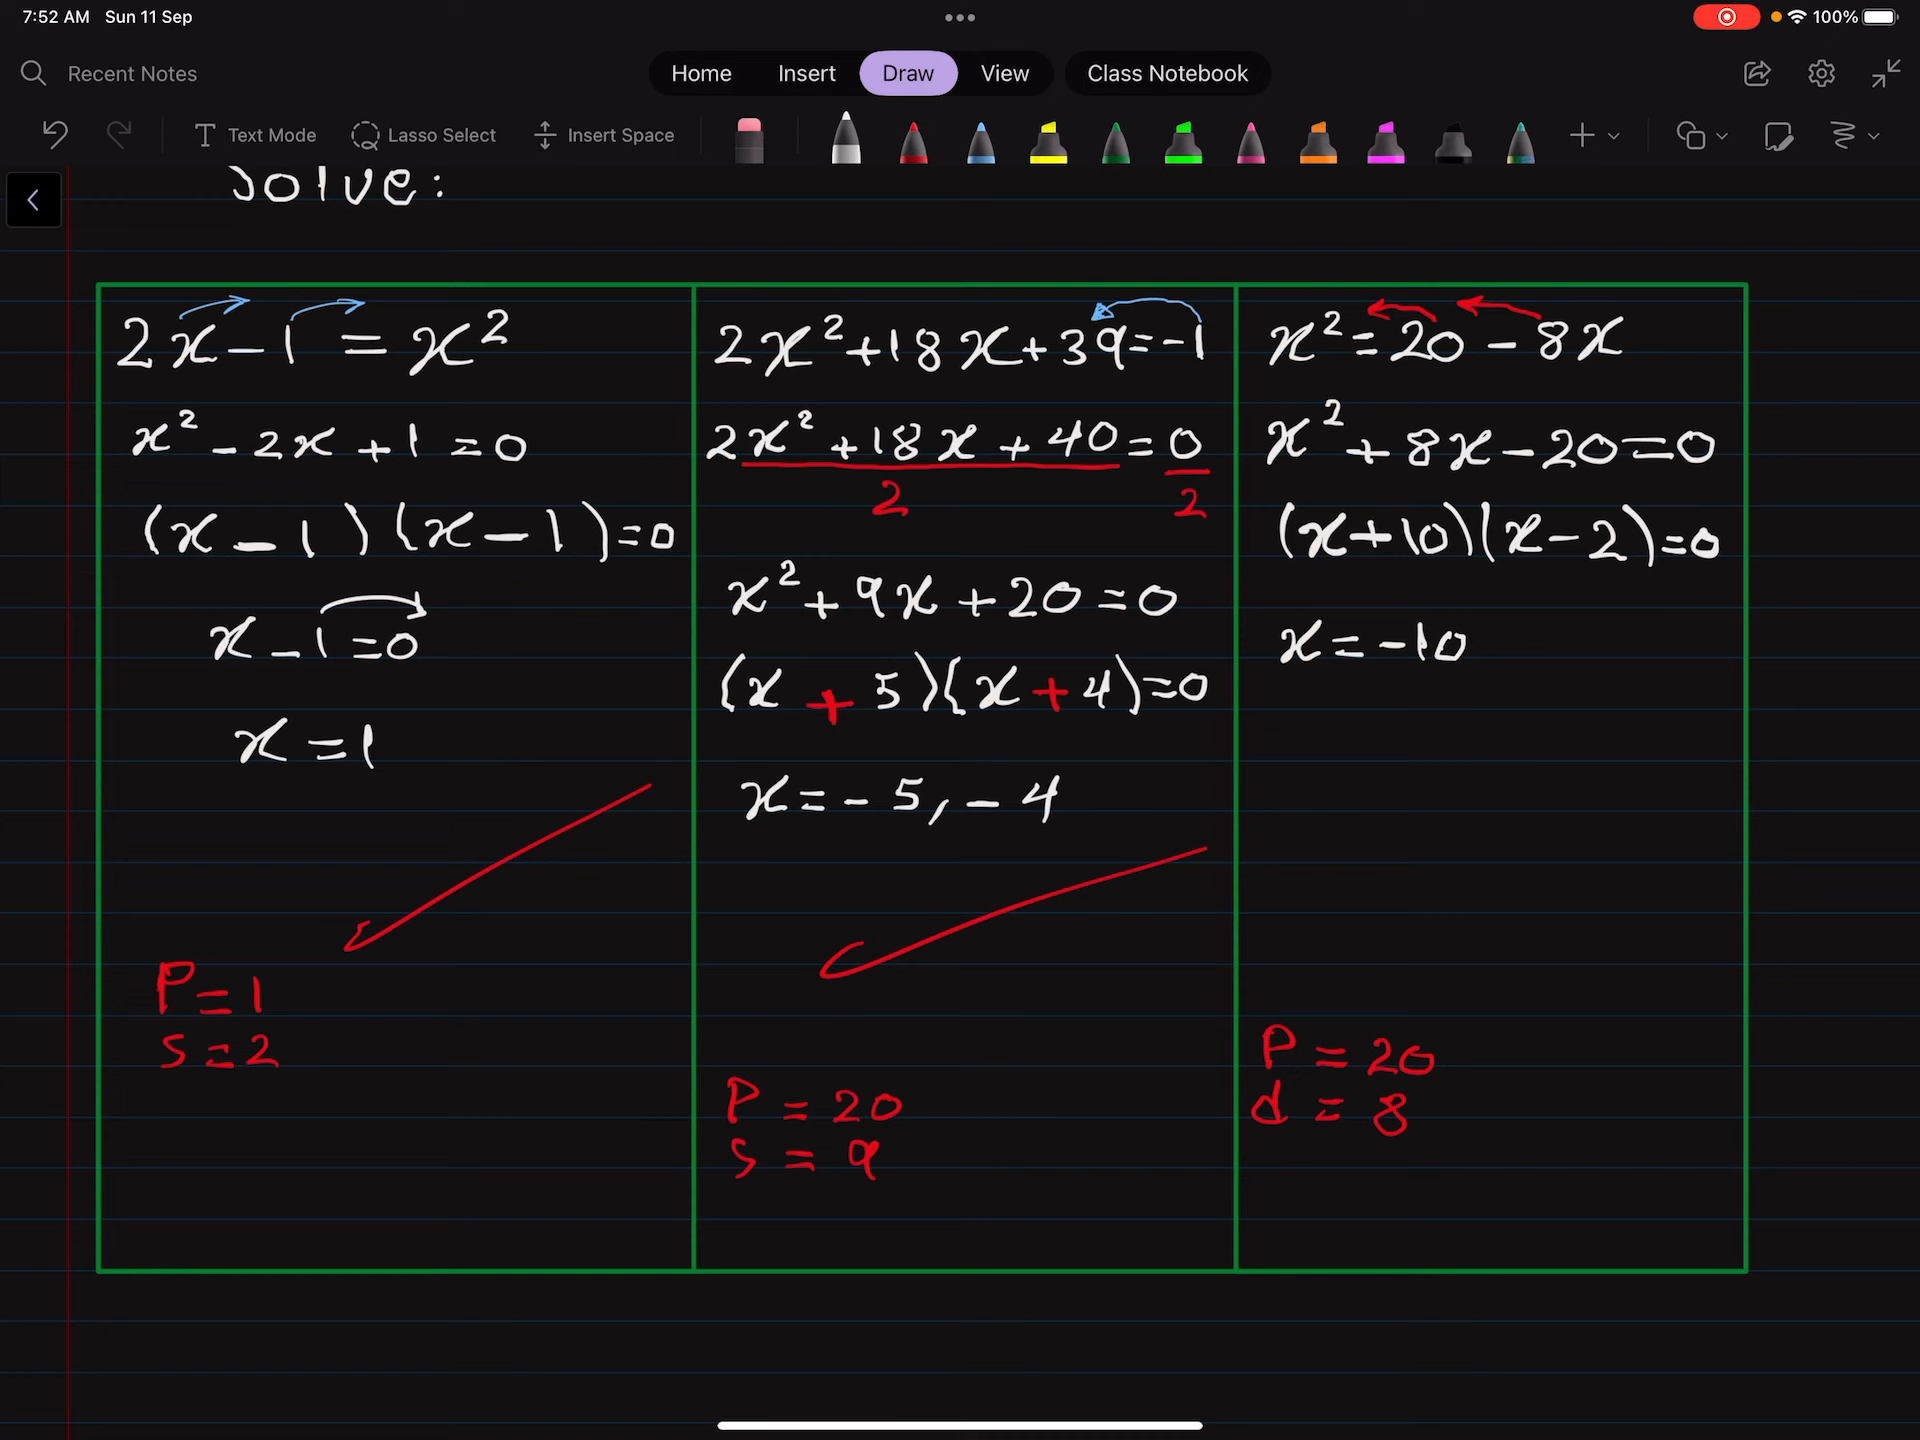 7:52 AM Sun 11 Sep
100%
Recent Notes
Home Insert Draw View Class Notebook
Text Mode Lasso Select Insert Space
Solve:
2x - 1 = x²
x² - 2x + 1 = 0
(x - 1)(x - 1) = 0
x - 1 = 0
x = 1
P = 1
S = 2
2x² + 18x + 39 = -1
2x² + 18x + 40 = 0
2 2
x² + 9x + 20 = 0
(x + 5)(x + 4) = 0
x = - 5, - 4
P = 20
S = 9
x² = 20 - 8x
x² + 8x - 20 = 0
(x + 10)(x - 2) = 0
x = -10
P = 20
d = 8